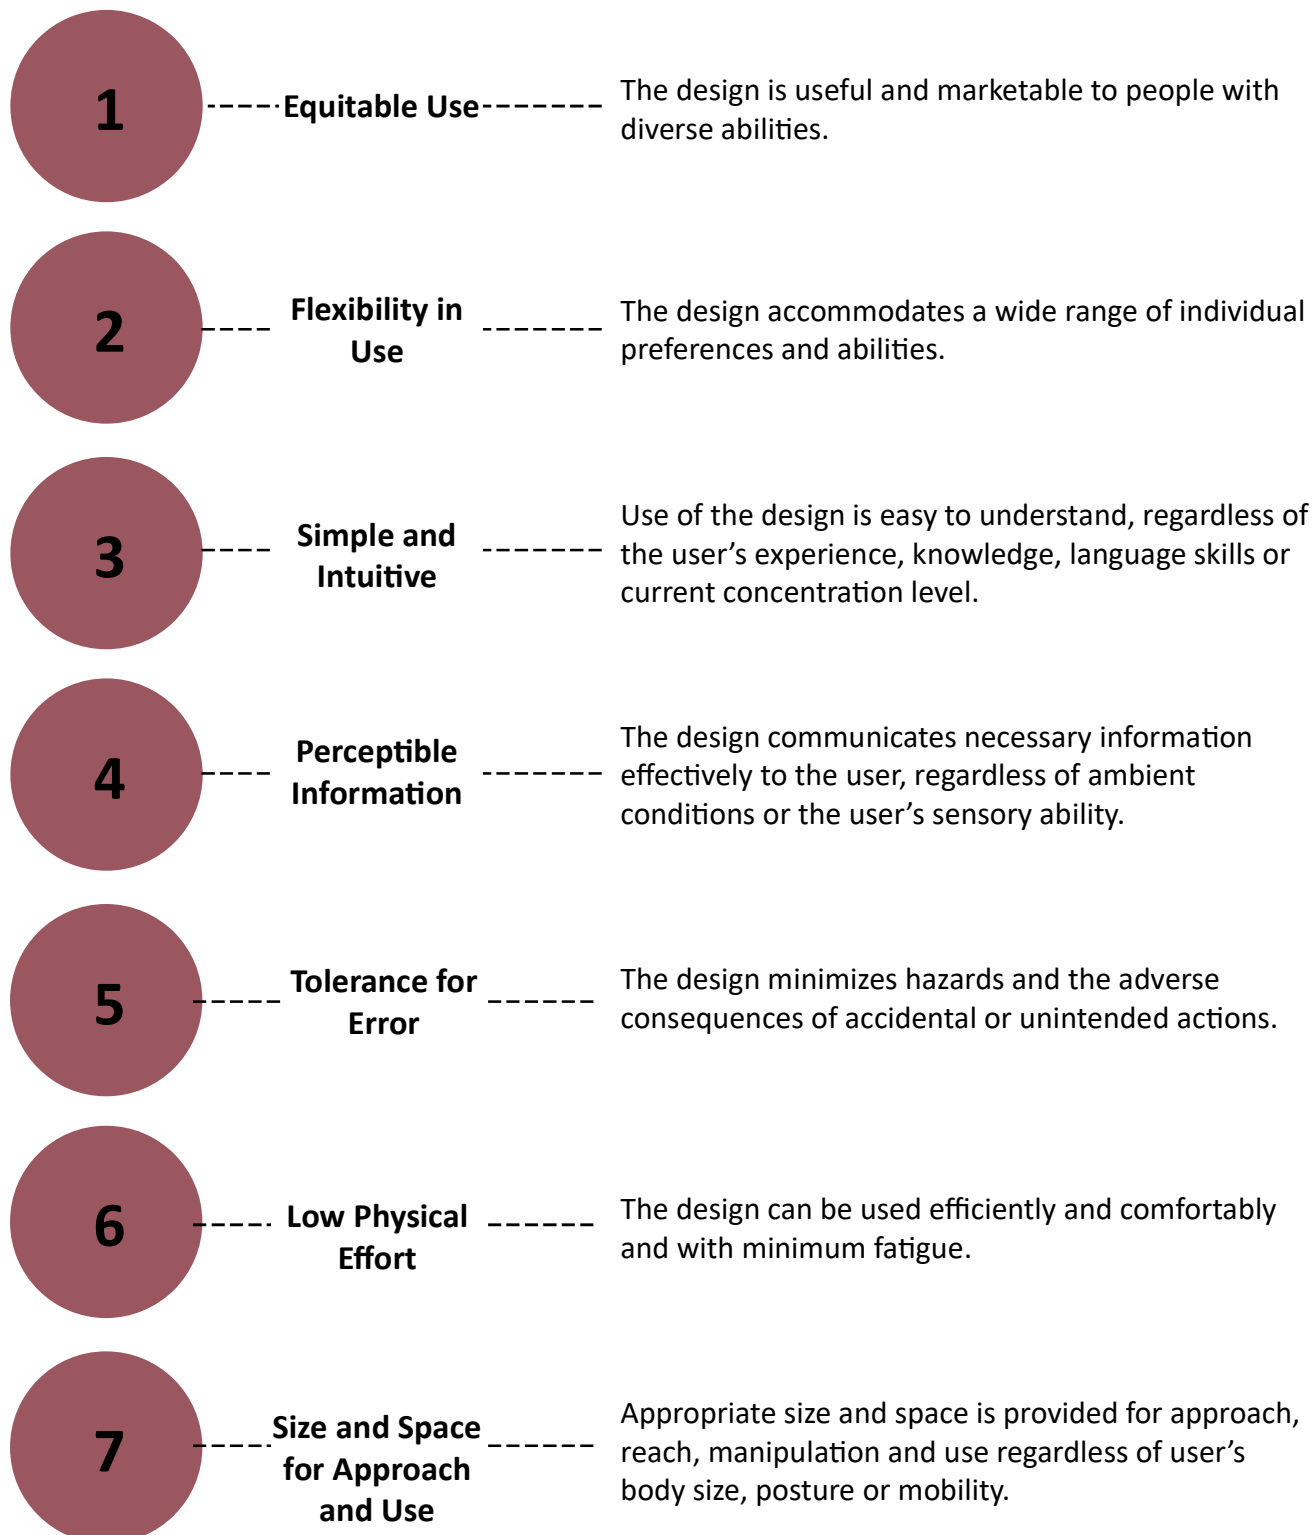 1
Equitable Use
The design is useful and marketable to people with
diverse abilities.
2
Flexibility in
Use
The design accommodates a wide range of individual
preferences and abilities.
3
Simple and
Intuitive
Use of the design is easy to understand, regardless of
the user’s experience, knowledge, language skills or
current concentration level.
4
Perceptible
Information
The design communicates necessary information
effectively to the user, regardless of ambient
conditions or the user’s sensory ability.
5
Tolerance for
Error
The design minimizes hazards and the adverse
consequences of accidental or unintended actions.
6
Low Physical
Effort
The design can be used efficiently and comfortably
and with minimum fatigue.
7
Size and Space
for Approach
and Use
Appropriate size and space is provided for approach,
reach, manipulation and use regardless of user’s
body size, posture or mobility.